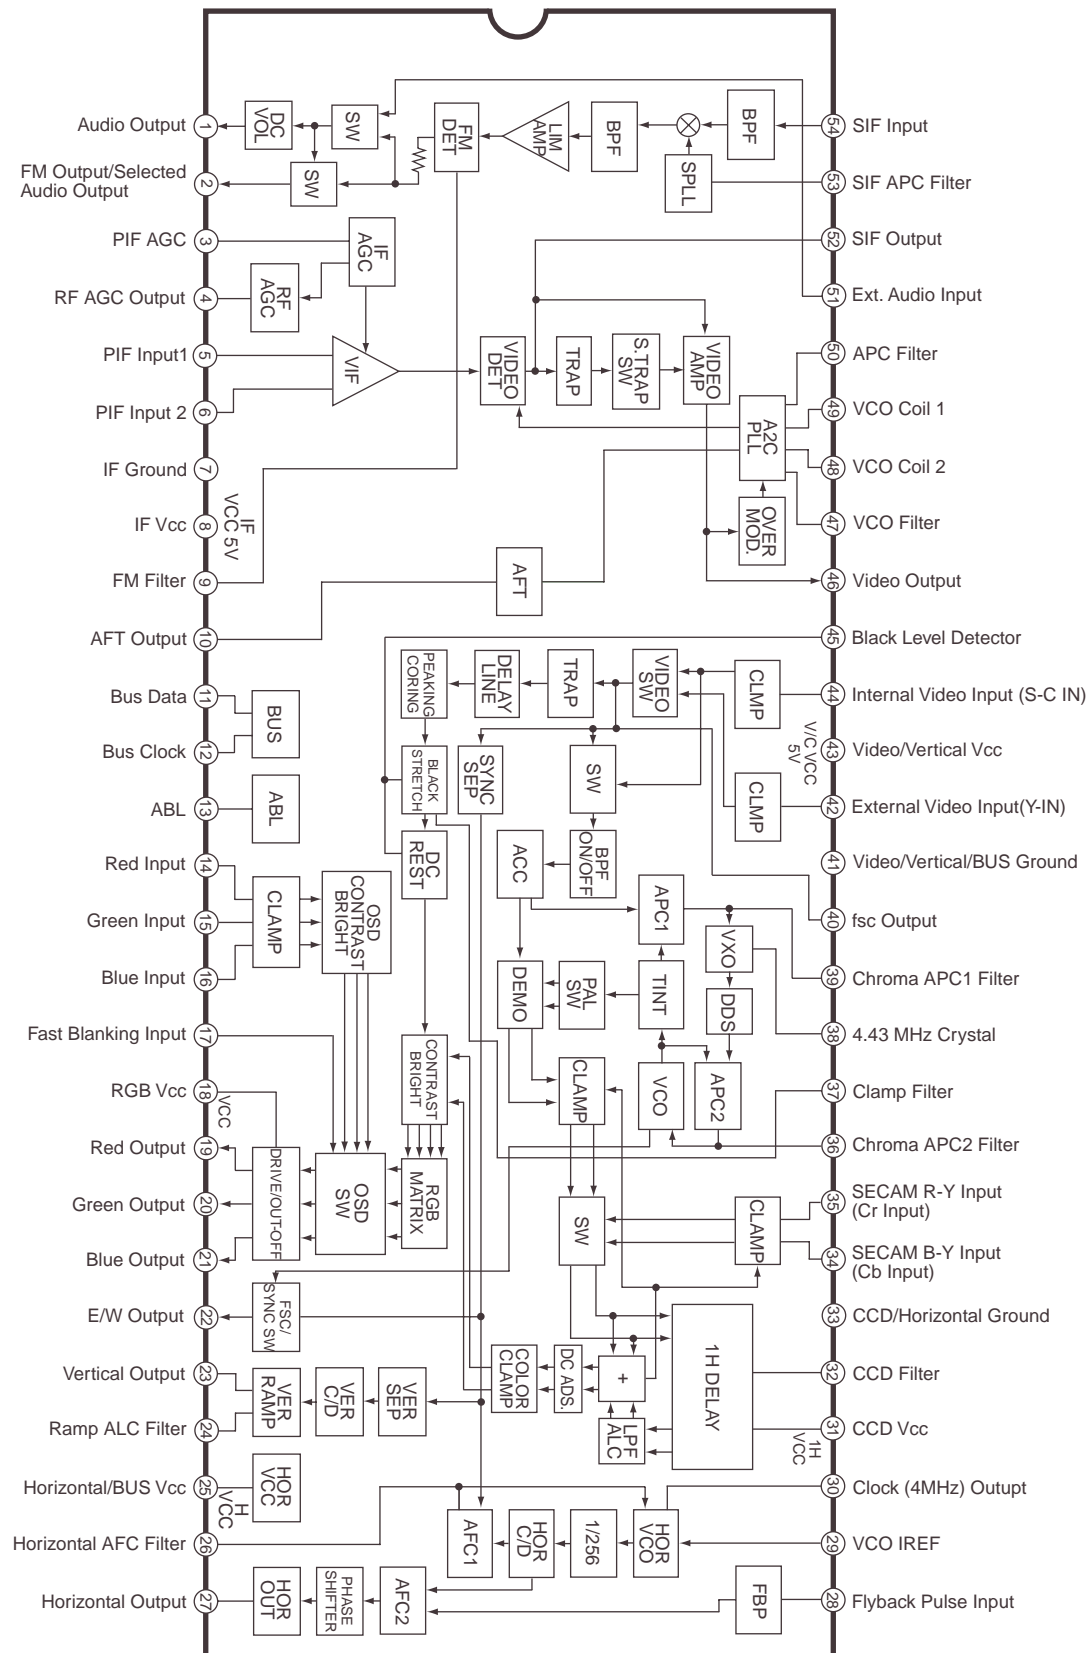 Audio Output 1
FM Output/Selected
Audio Output 2
PIF AGC 3
RF AGC Output 4
PIF Input1 5
PIF Input 2 6
IF Ground 7
IF Vcc 8
FM Filter 9
AFT Output 10
Bus Data 11
Bus Clock 12
ABL 13
Red Input 14
Green Input 15
Blue Input 16
Fast Blanking Input 17
RGB Vcc 18
Red Output 19
Green Output 20
Blue Output 21
E/W Output 22
Vertical Output 23
Ramp ALC Filter 24
Horizontal/BUS Vcc 25
Horizontal AFC Filter 26
Horizontal Output 27
54 SIF Input
53 SIF APC Filter
52 SIF Output
51 Ext. Audio Input
50 APC Filter
49 VCO Coil 1
48 VCO Coil 2
47 VCO Filter
46 Video Output
45 Black Level Detector
44 Internal Video Input (S-C IN)
43 Video/Vertical Vcc
42 External Video Input(Y-IN)
41 Video/Vertical/BUS Ground
40 fsc Output
39 Chroma APC1 Filter
38 4.43 MHz Crystal
37 Clamp Filter
36 Chroma APC2 Filter
35 SECAM R-Y Input
(Cr Input)
34 SECAM B-Y Input
(Cb Input)
33 CCD/Horizontal Ground
32 CCD Filter
31 CCD Vcc
30 Clock (4MHz) Outupt
29 VCO IREF
28 Flyback Pulse Input
DC
VOL
SW
SW
FM
DET
LIM
AMP
BPF
BPF
SPLL
IF
AGC
RF
AGC
VIF
VIDEO
DET
TRAP
S.TRAP
SW
VIDEO
AMP
A2C
PLL
OVER
MOD.
IF
VCC 5V
AFT
BUS
ABL
PEAKING
CORING
DELAY
LINE
TRAP
VIDEO
SW
CLMP
V/C VCC
5V
CLMP
BLACK
STRETCH
SYNC
SEP
SW
DC
REST
ACC
BPF
ON/OFF
CLAMP
OSD
CONTRAST
BRIGHT
APC1
VXO
DEMO
PAL
SW
TINT
DDS
CONTRAST
BRIGHT
CLAMP
VCO
APC2
VCC
DRIVE/OUT-OFF
OSD
SW
RGB
MATRIX
SW
CLAMP
FSC/
SYNC SW
COLOR
CLAMP
DC ADS.
+
1H DELAY
VER
RAMP
VER
C/D
VER
SEP
LPF
ALC
1H
VCC
HOR
VCC
H
VCC
AFC1
HOR
C/D
1/256
HOR
VCO
HOR
OUT
PHASE
SHIFTER
AFC2
FBP